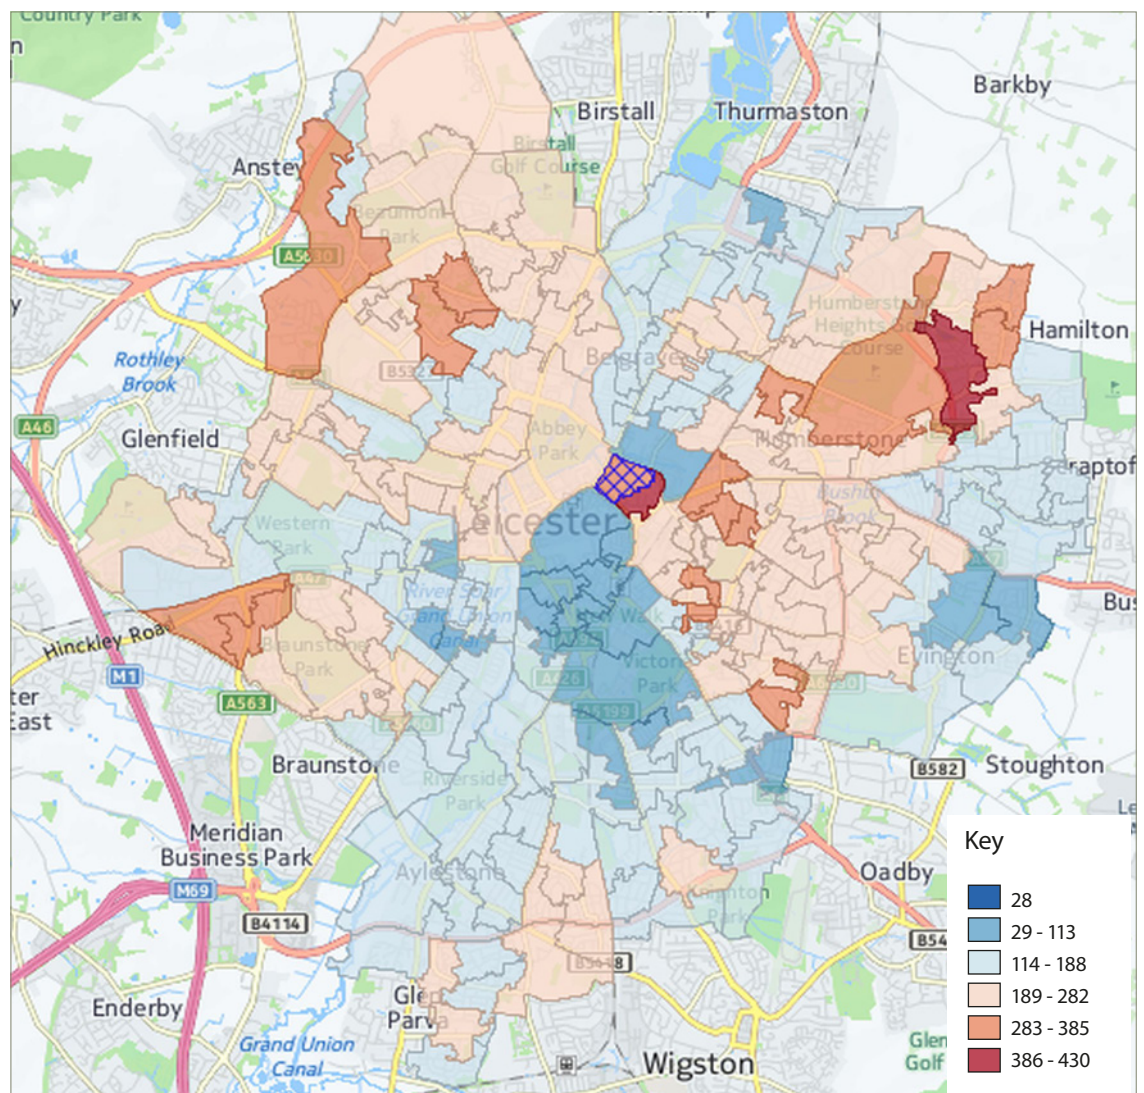 Country Park
Birstall
Thurmaston
Barkby
Anstey
Birstall
Golf Course
Beaumont
Park
Humberstone
Heights Golf
Course
Hamilton
Rothley
Brook
Belgrave
B5327
A46
Glenfield
Abbey
Park
Humberstone
Leicester
Bushby
Brook
Western
Park
A47
River Soar
Grand Union
Canal
New Walk
Hinckley Road
Braunstone
Park
Victoria
Park
Evington
M1
A426
A563
A5199
Braunstone
B582
Stoughton
Riverside
Park
Meridian
Business Park
Aylestone
Oadby
M69
Knighton
Park
B4114
Enderby
Glen
Parva
Grand Union
Canal
Wigston
Glen
Golf
Key
28
29 - 113
114 - 188
189 - 282
283 - 385
386 - 430